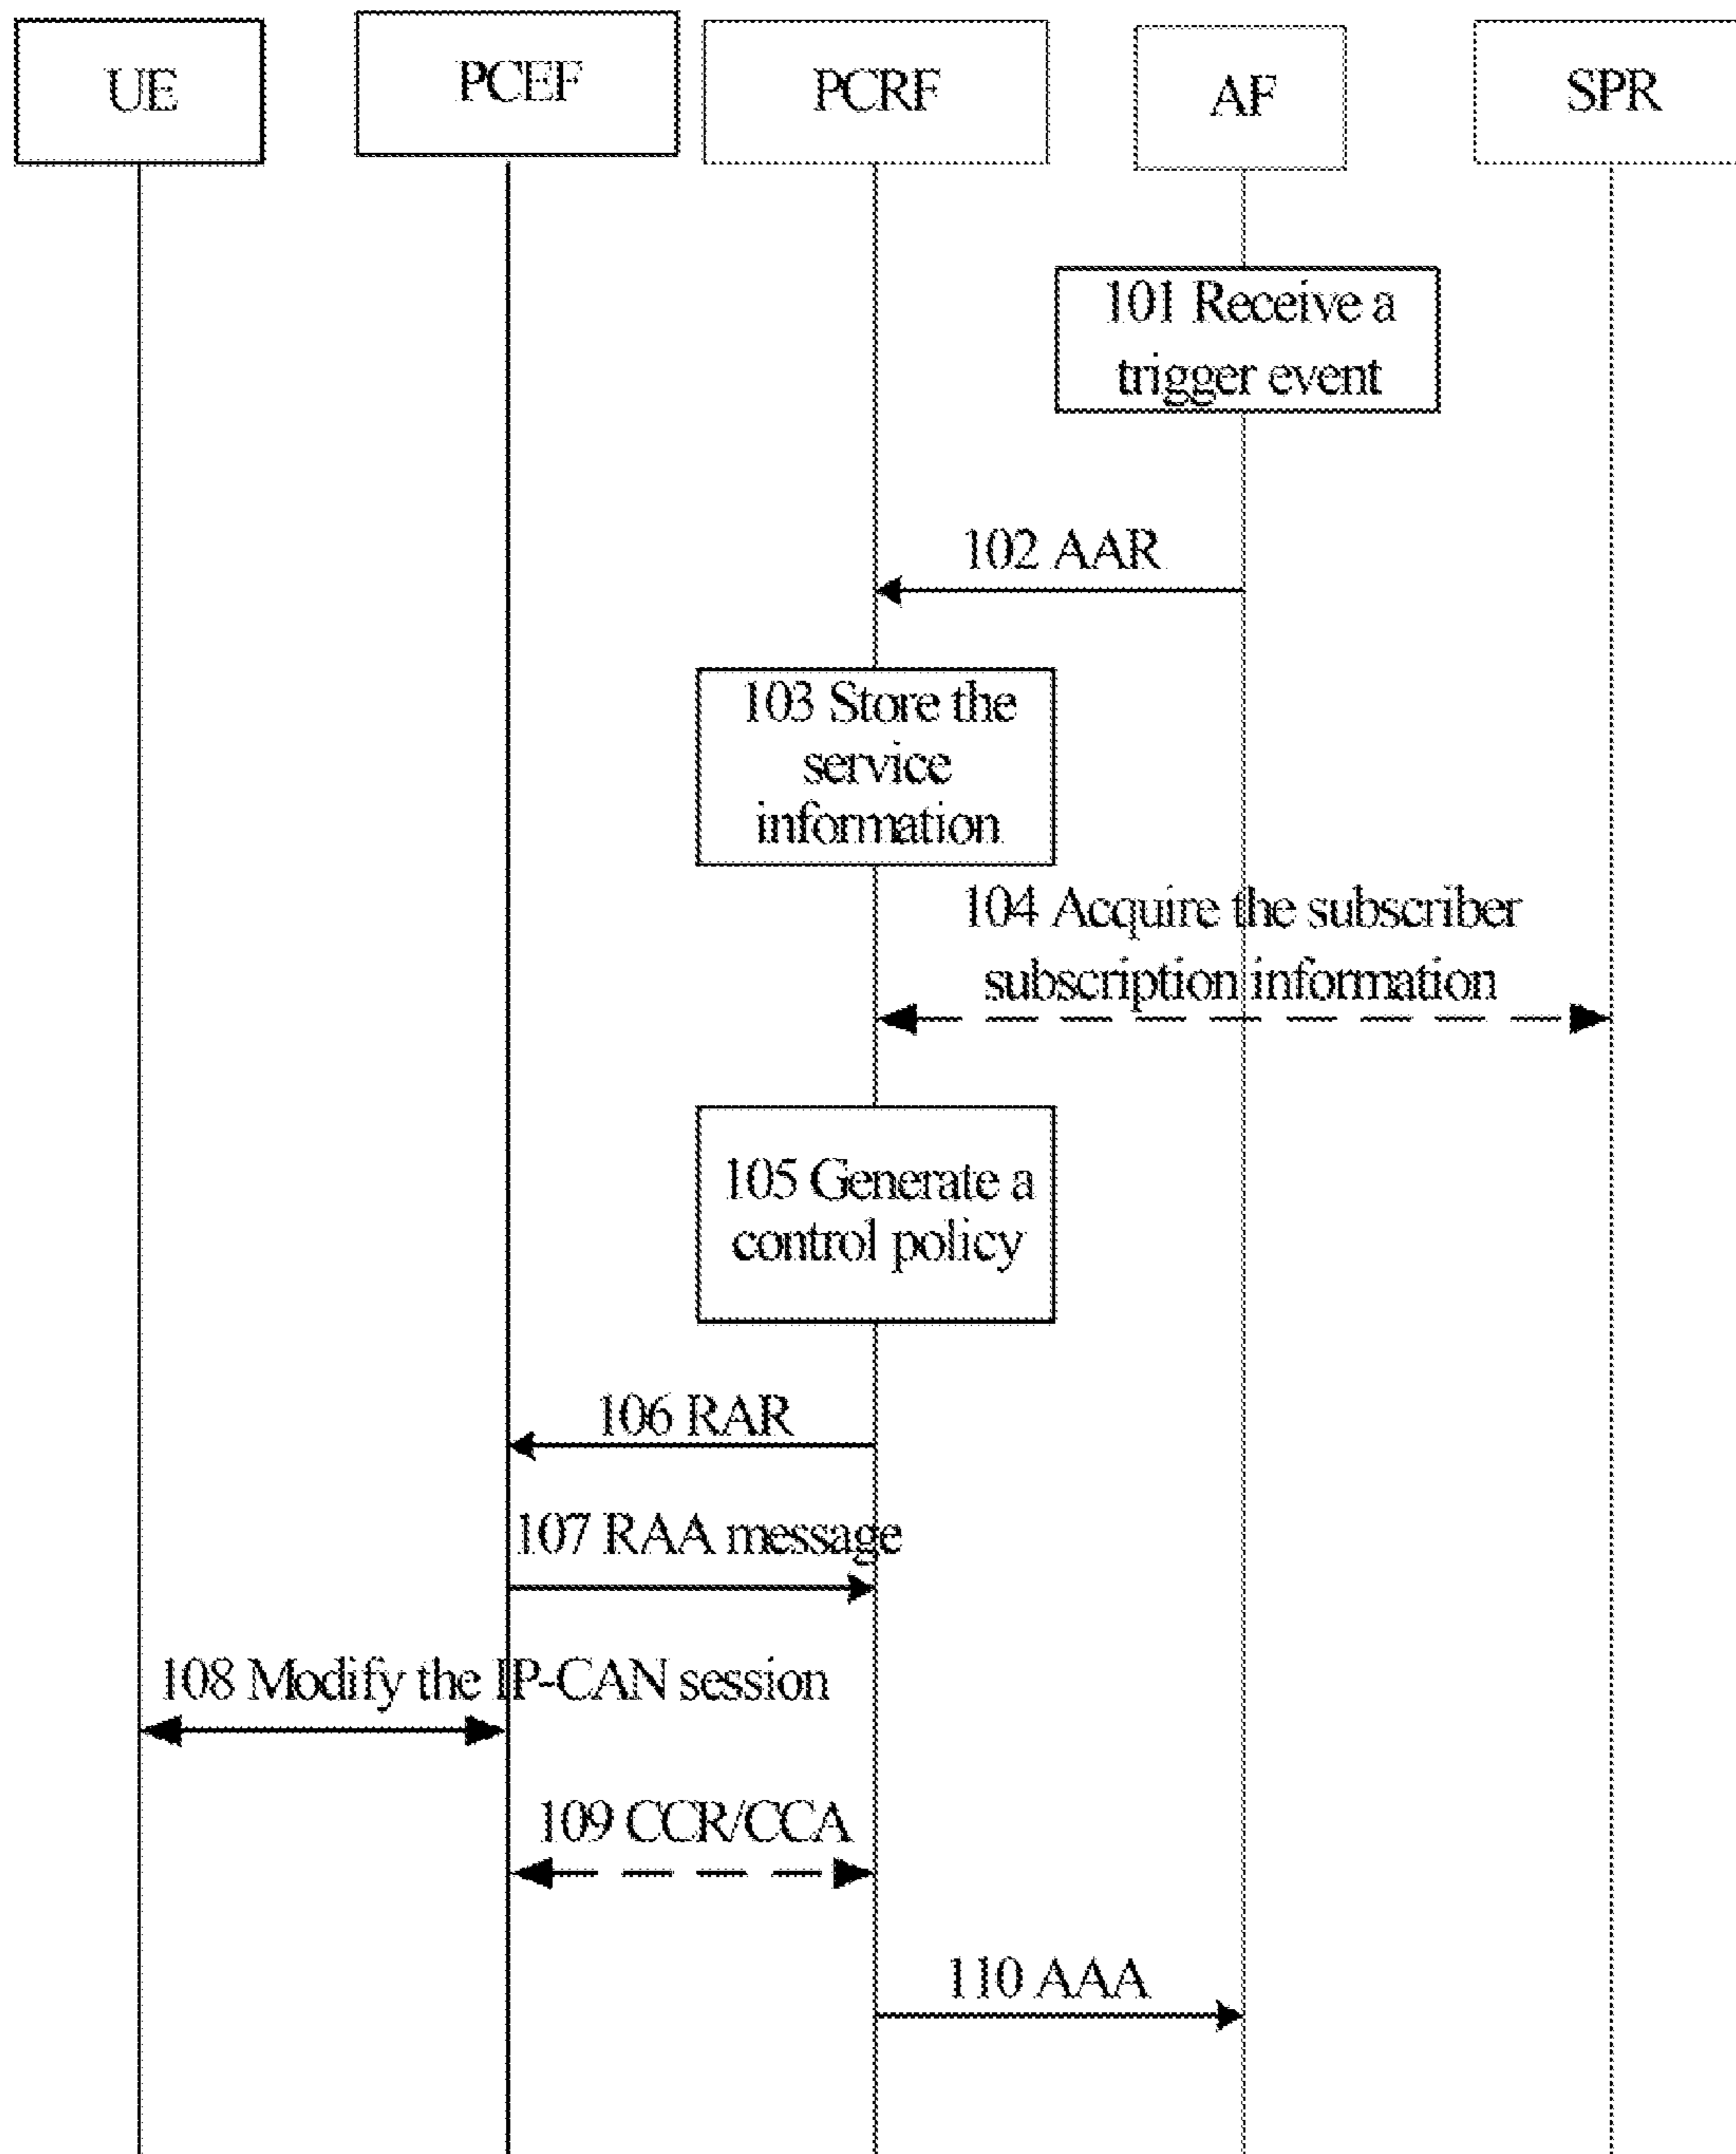 UE
PCEF
PCRF
AF
SPR
101 Receive a
trigger event
102 AAR
103 Store the
service
information
104 Acquire the subscriber
subscription information
105 Generate a
control policy
106 RAR
107 RAA message
108 Modify the IP-CAN session
109 CCR/CCA
110 AAA